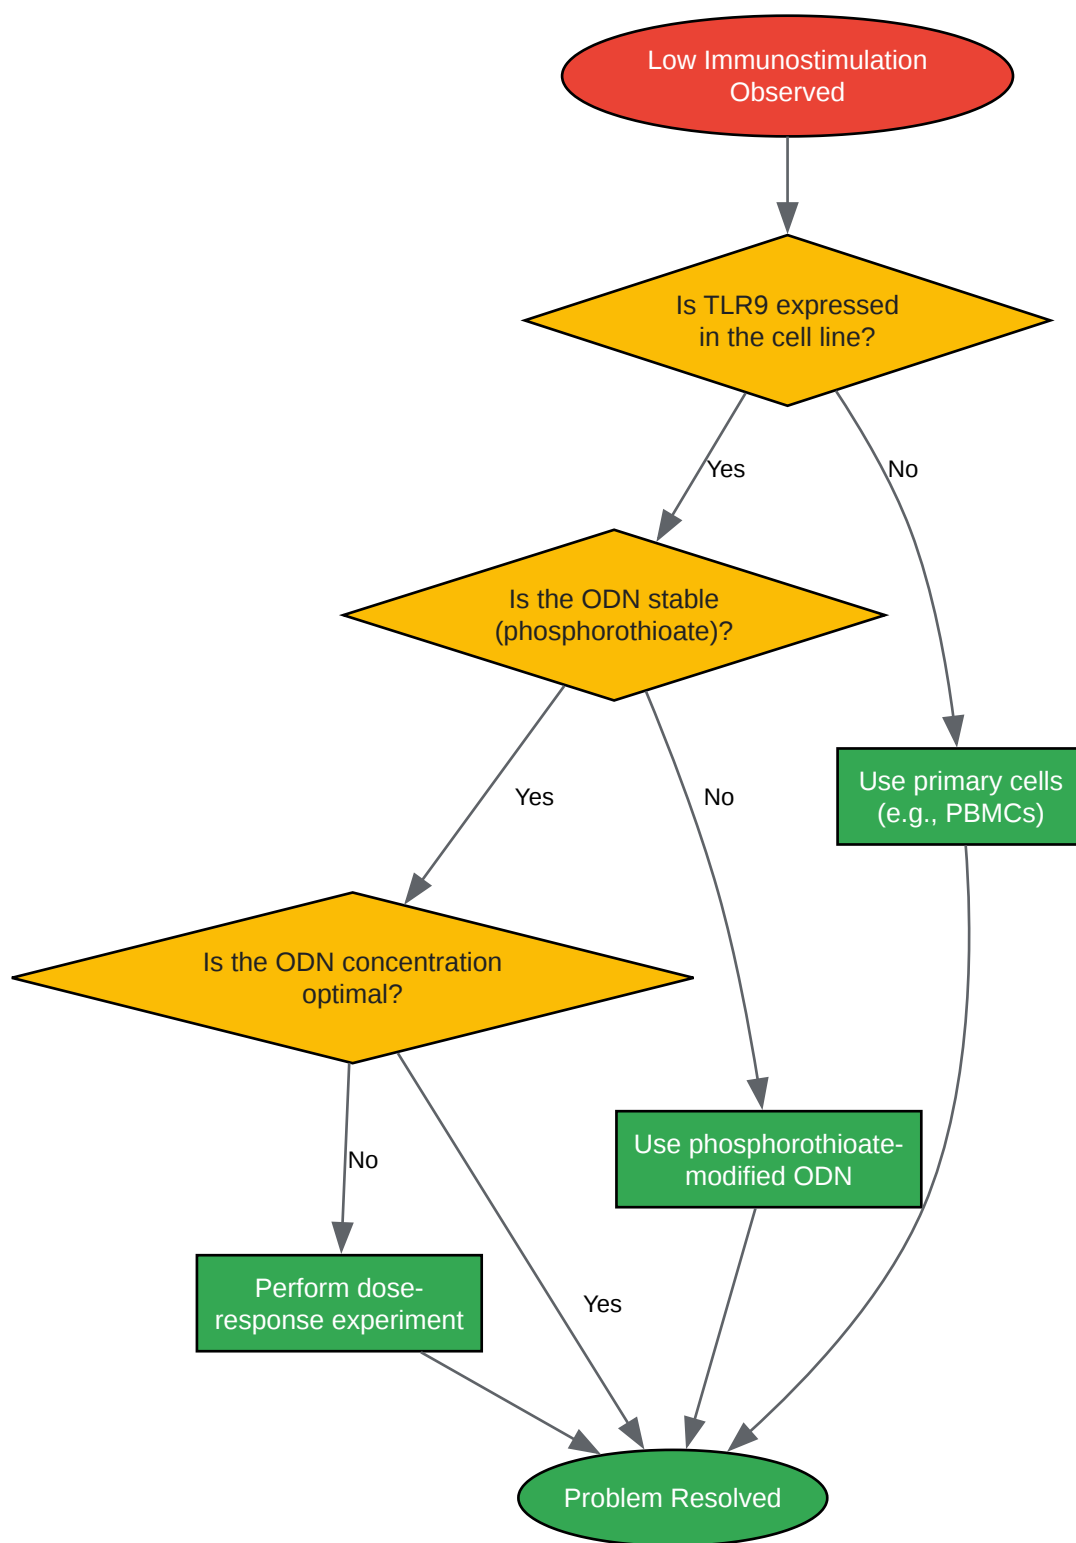 Low Immunostimulation
Observed
Is TLR9 expressed
in the cell line?
Yes
No
Is the ODN stable
(phosphorothioate)?
Use primary cells
(e.g., PBMCs)
Yes
No
Is the ODN concentration
optimal?
Use phosphorothioate-
modified ODN
No
Perform dose-
response experiment
Yes
Problem Resolved